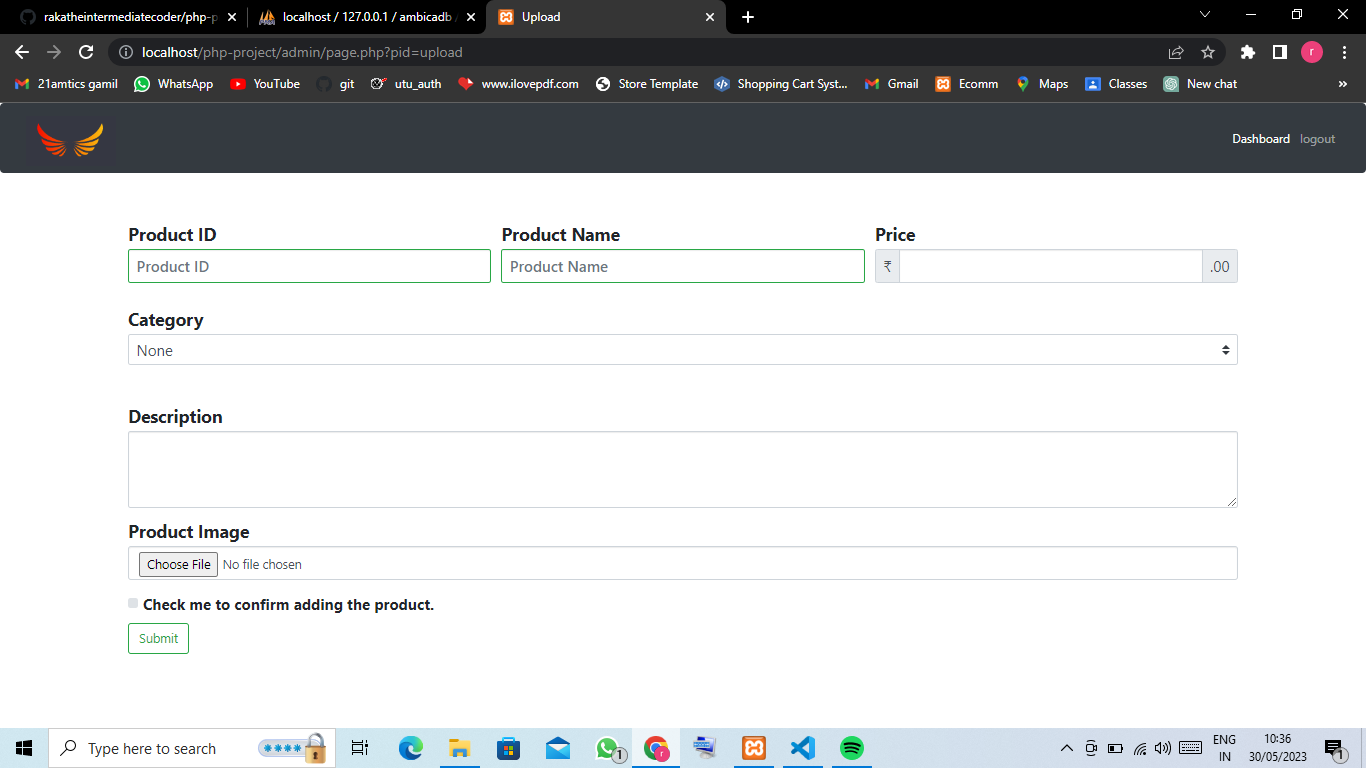 rakatheintermediatecoder/php-p
localhost / 127.0.0.1 / ambicadb
Upload
localhost/php-project/admin/page.php?pid=upload
r
21amtics gamil WhatsApp YouTube git utu_auth www.ilovepdf.com Store Template Shopping Cart Syst... Gmail Ecomm Maps Classes New chat »
Dashboard logout
Product ID Product Name Price
Product ID Product Name ₹ .00
Category
None
Description
Product Image
Choose File No file chosen
Check me to confirm adding the product.
Submit
Type here to search
1
r
ENG
IN
10:36
30/05/2023
1